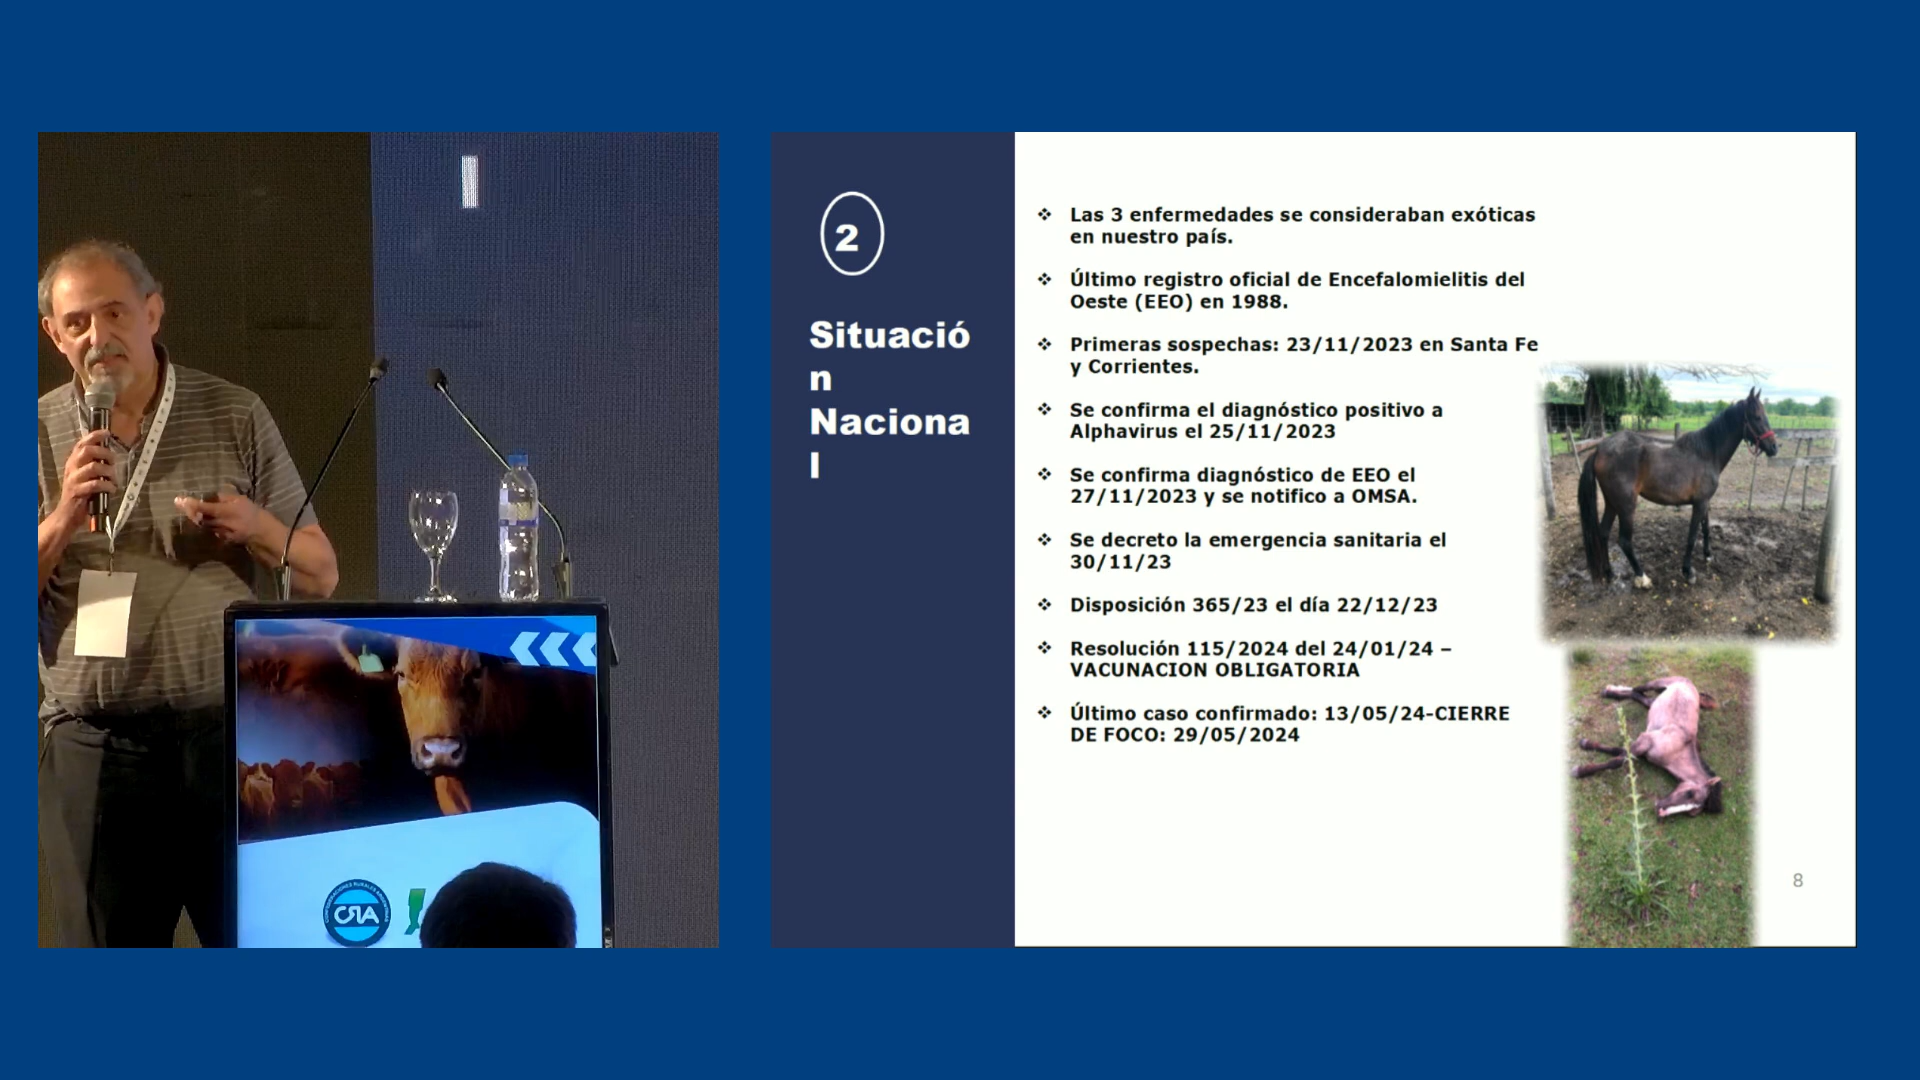 2
Situació
n
Naciona
l
Las 3 enfermedades se consideraban exóticas
en nuestro país.
Último registro oficial de Encefalomielitis del
Oeste (EEO) en 1988.
Primeras sospechas: 23/11/2023 en Santa Fe
y Corrientes.
Se confirma el diagnóstico positivo a
Alphavirus el 25/11/2023
Se confirma diagnóstico de EEO el
27/11/2023 y se notifico a OMSA.
Se decreto la emergencia sanitaria el
30/11/23
Disposición 365/23 el día 22/12/23
Resolución 115/2024 del 24/01/24 –
VACUNACION OBLIGATORIA
Último caso confirmado: 13/05/24-CIERRE
DE FOCO: 29/05/2024
8
CRA